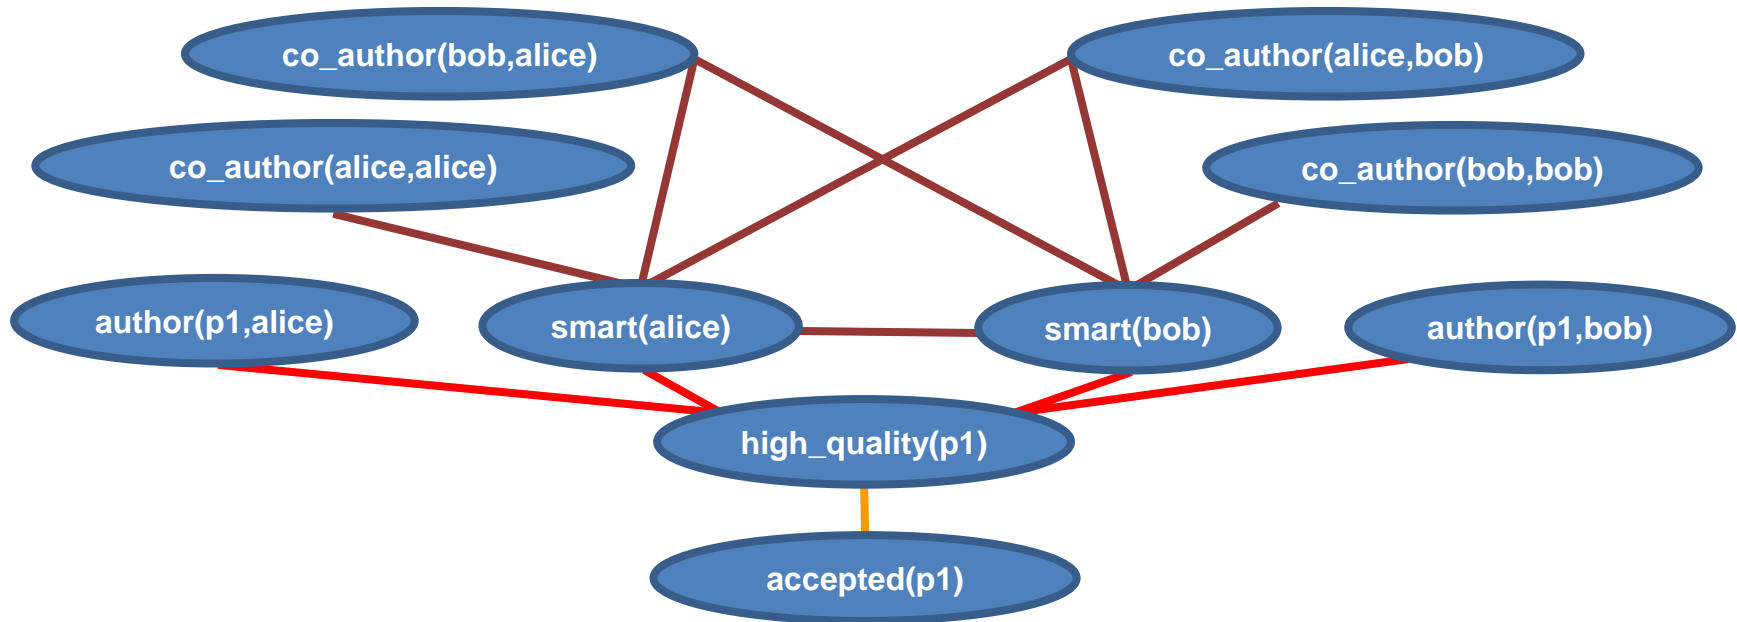 co_author(bob,alice)
co_author(alice,bob)
co_author(alice,alice)
co_author(bob,bob)
author(p1,alice)
smart(alice)
smart(bob)
author(p1,bob)
high_quality(p1)
accepted(p1)